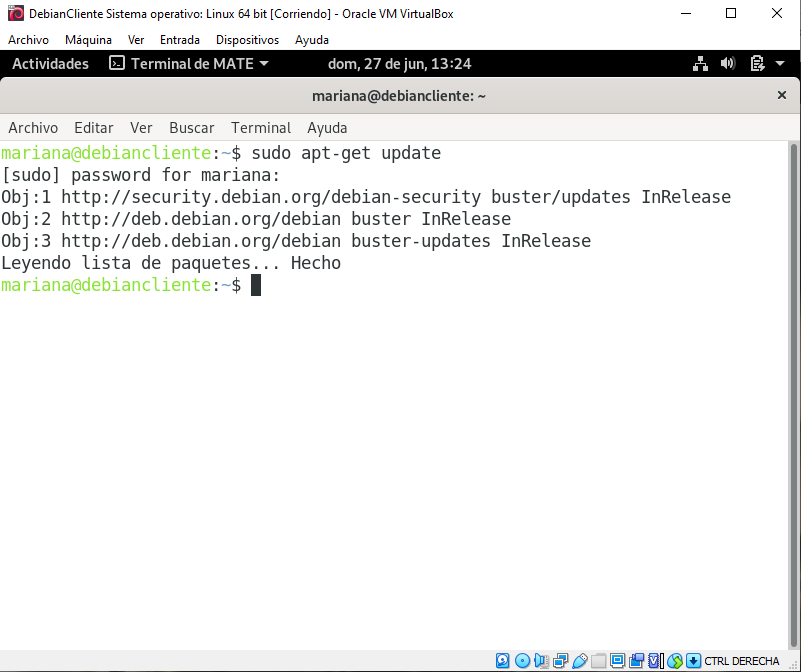 DebianCliente Sistema operativo: Linux 64 bit [Corriendo] - Oracle VM VirtualBox
Archivo Máquina Ver Entrada Dispositivos Ayuda
Actividades Terminal de MATE dom, 27 de jun, 13:24
mariana@debiancliente: ~
Archivo Editar Ver Buscar Terminal Ayuda
mariana@debiancliente:~$ sudo apt-get update
[sudo] password for mariana:
Obj:1 http://security.debian.org/debian-security buster/updates InRelease
Obj:2 http://deb.debian.org/debian buster InRelease
Obj:3 http://deb.debian.org/debian buster-updates InRelease
Leyendo lista de paquetes... Hecho
mariana@debiancliente:~$
CTRL DERECHA